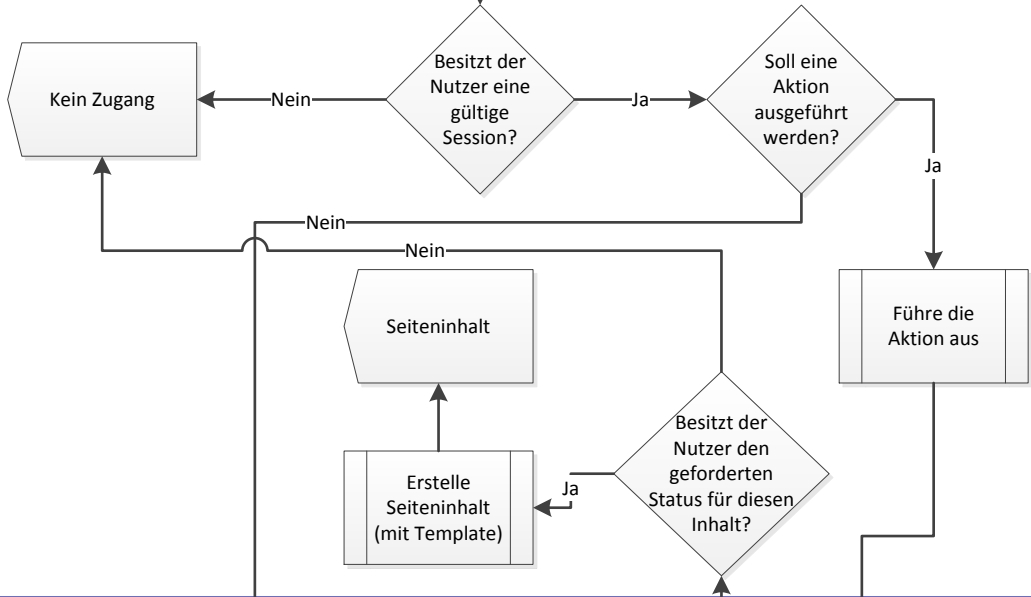 Kein Zugang
Nein
Besitzt der
Nutzer eine
gültige
Session?
Ja
Soll eine
Aktion
ausgeführt
werden?
Ja
Nein
Nein
Seiteninhalt
Führe die
Aktion aus
Erstelle
Seiteninhalt
(mit Template)
Ja
Besitzt der
Nutzer den
geforderten
Status für diesen
Inhalt?